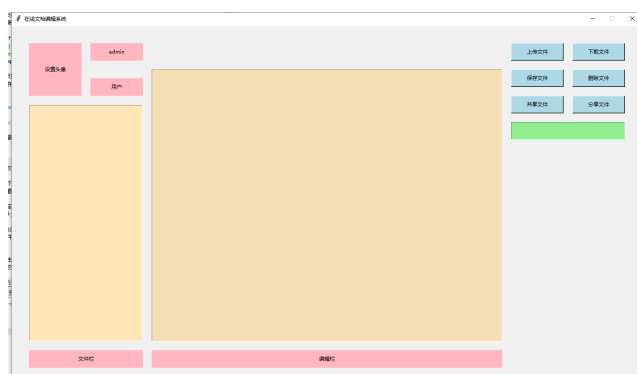 在线文档编辑系统
设置头像
admin
用户
上传文件
下载文件
保存文件
删除文件
共享文件
分享文件
文件栏
编辑栏